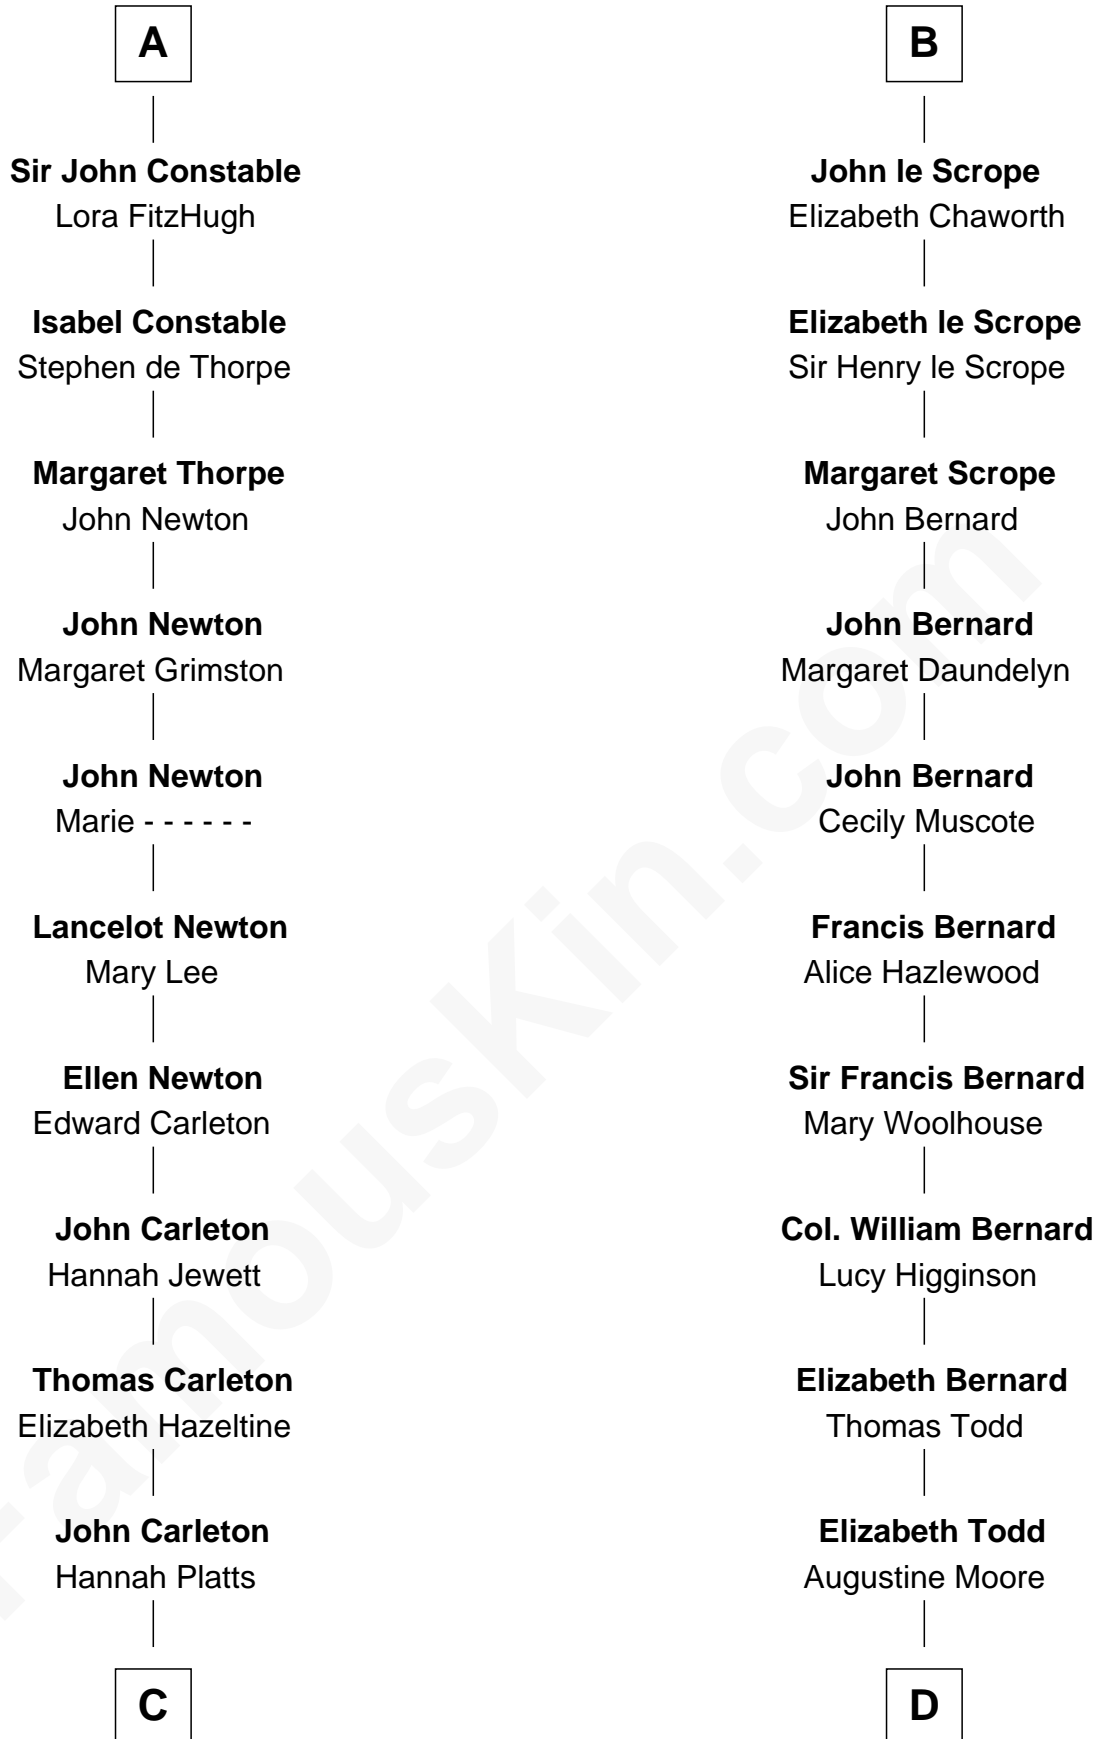 A
Sir John Constable
Lora FitzHugh
Isabel Constable
Stephen de Thorpe
Margaret Thorpe
John Newton
John Newton
Margaret Grimston
John Newton
Marie - - - - - -
Lancelot Newton
Mary Lee
Ellen Newton
Edward Carleton
John Carleton
Hannah Jewett
Thomas Carleton
Elizabeth Hazeltine
John Carleton
Hannah Platts
C
B
John le Scrope
Elizabeth Chaworth
Elizabeth le Scrope
Sir Henry le Scrope
Margaret Scrope
John Bernard
John Bernard
Margaret Daundelyn
John Bernard
Cecily Muscote
Francis Bernard
Alice Hazlewood
Sir Francis Bernard
Mary Woolhouse
Col. William Bernard
Lucy Higginson
Elizabeth Bernard
Thomas Todd
Elizabeth Todd
Augustine Moore
D
FamousKin.com